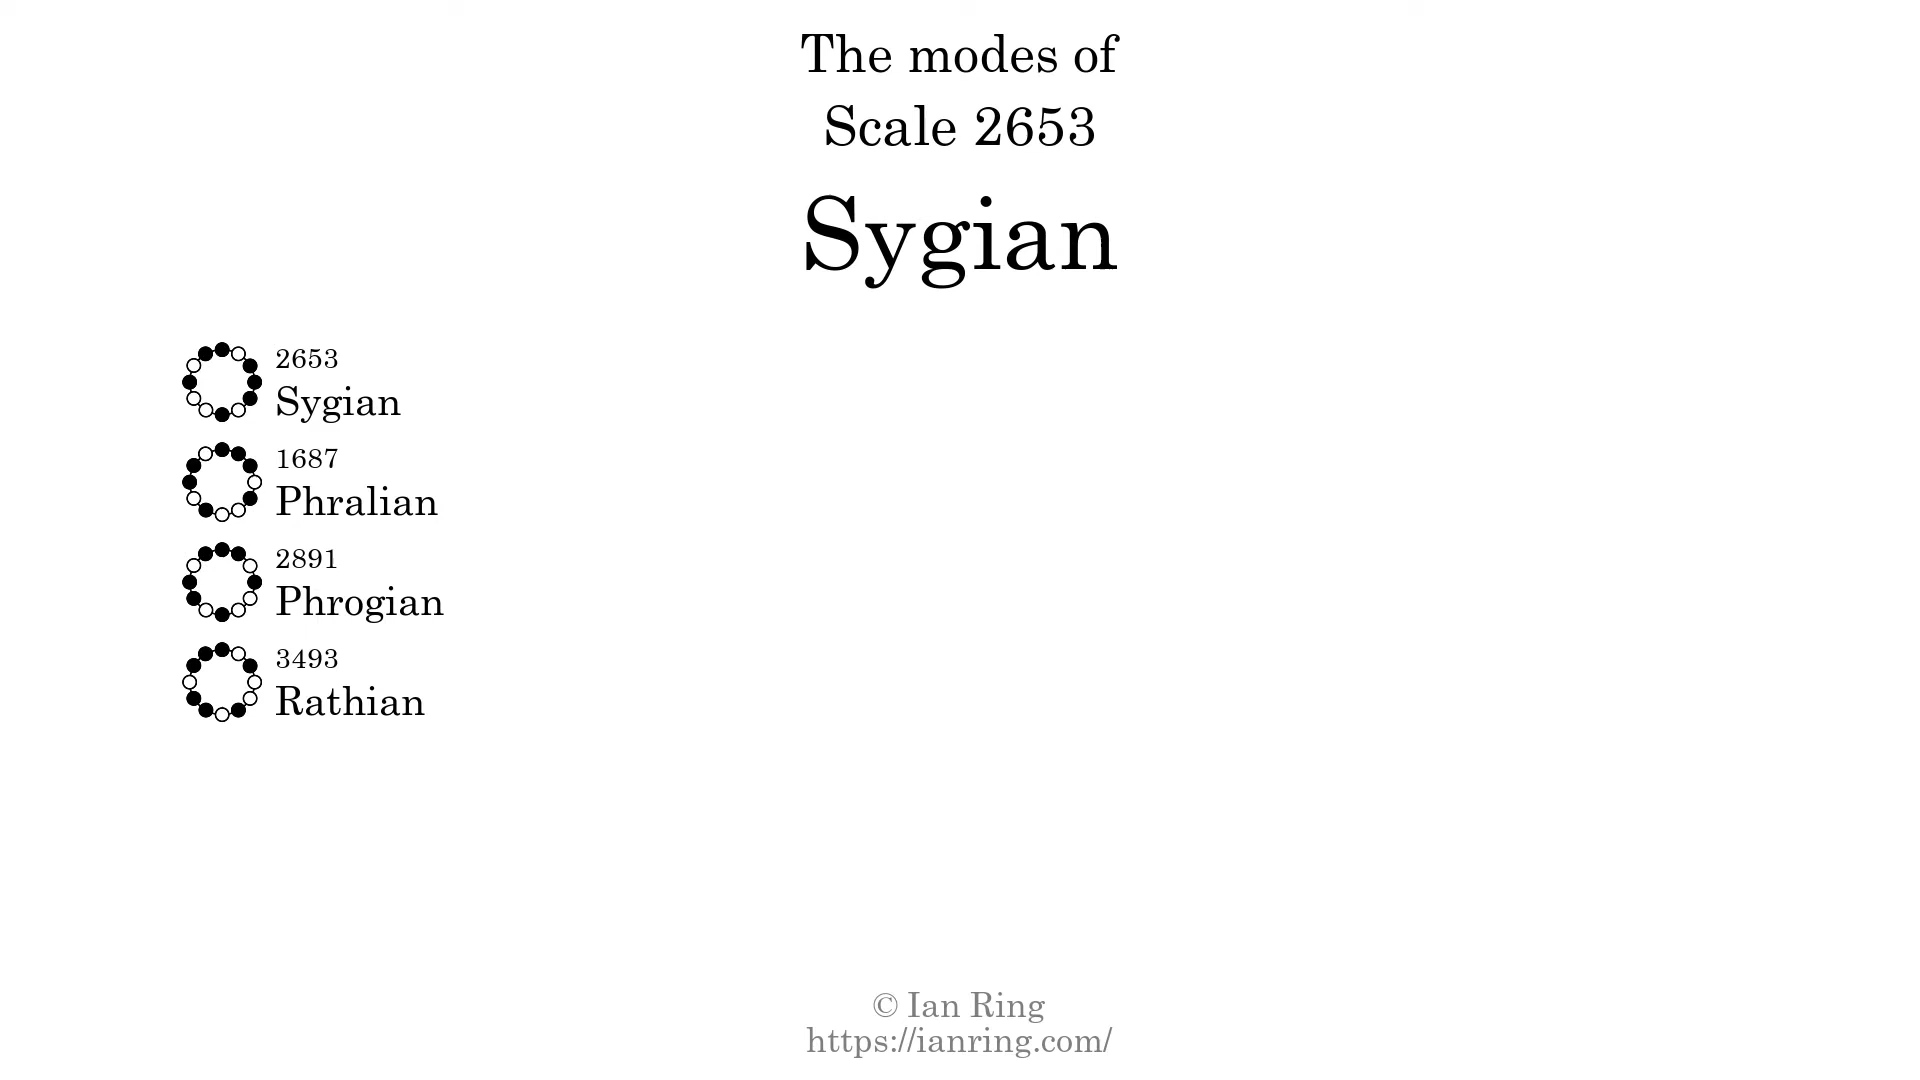 The modes of
Scale 2653
Sygian
2653
Sygian
1687
Phralian
2891
Phrogian
3493
Rathian
© Ian Ring
https://ianring.com/